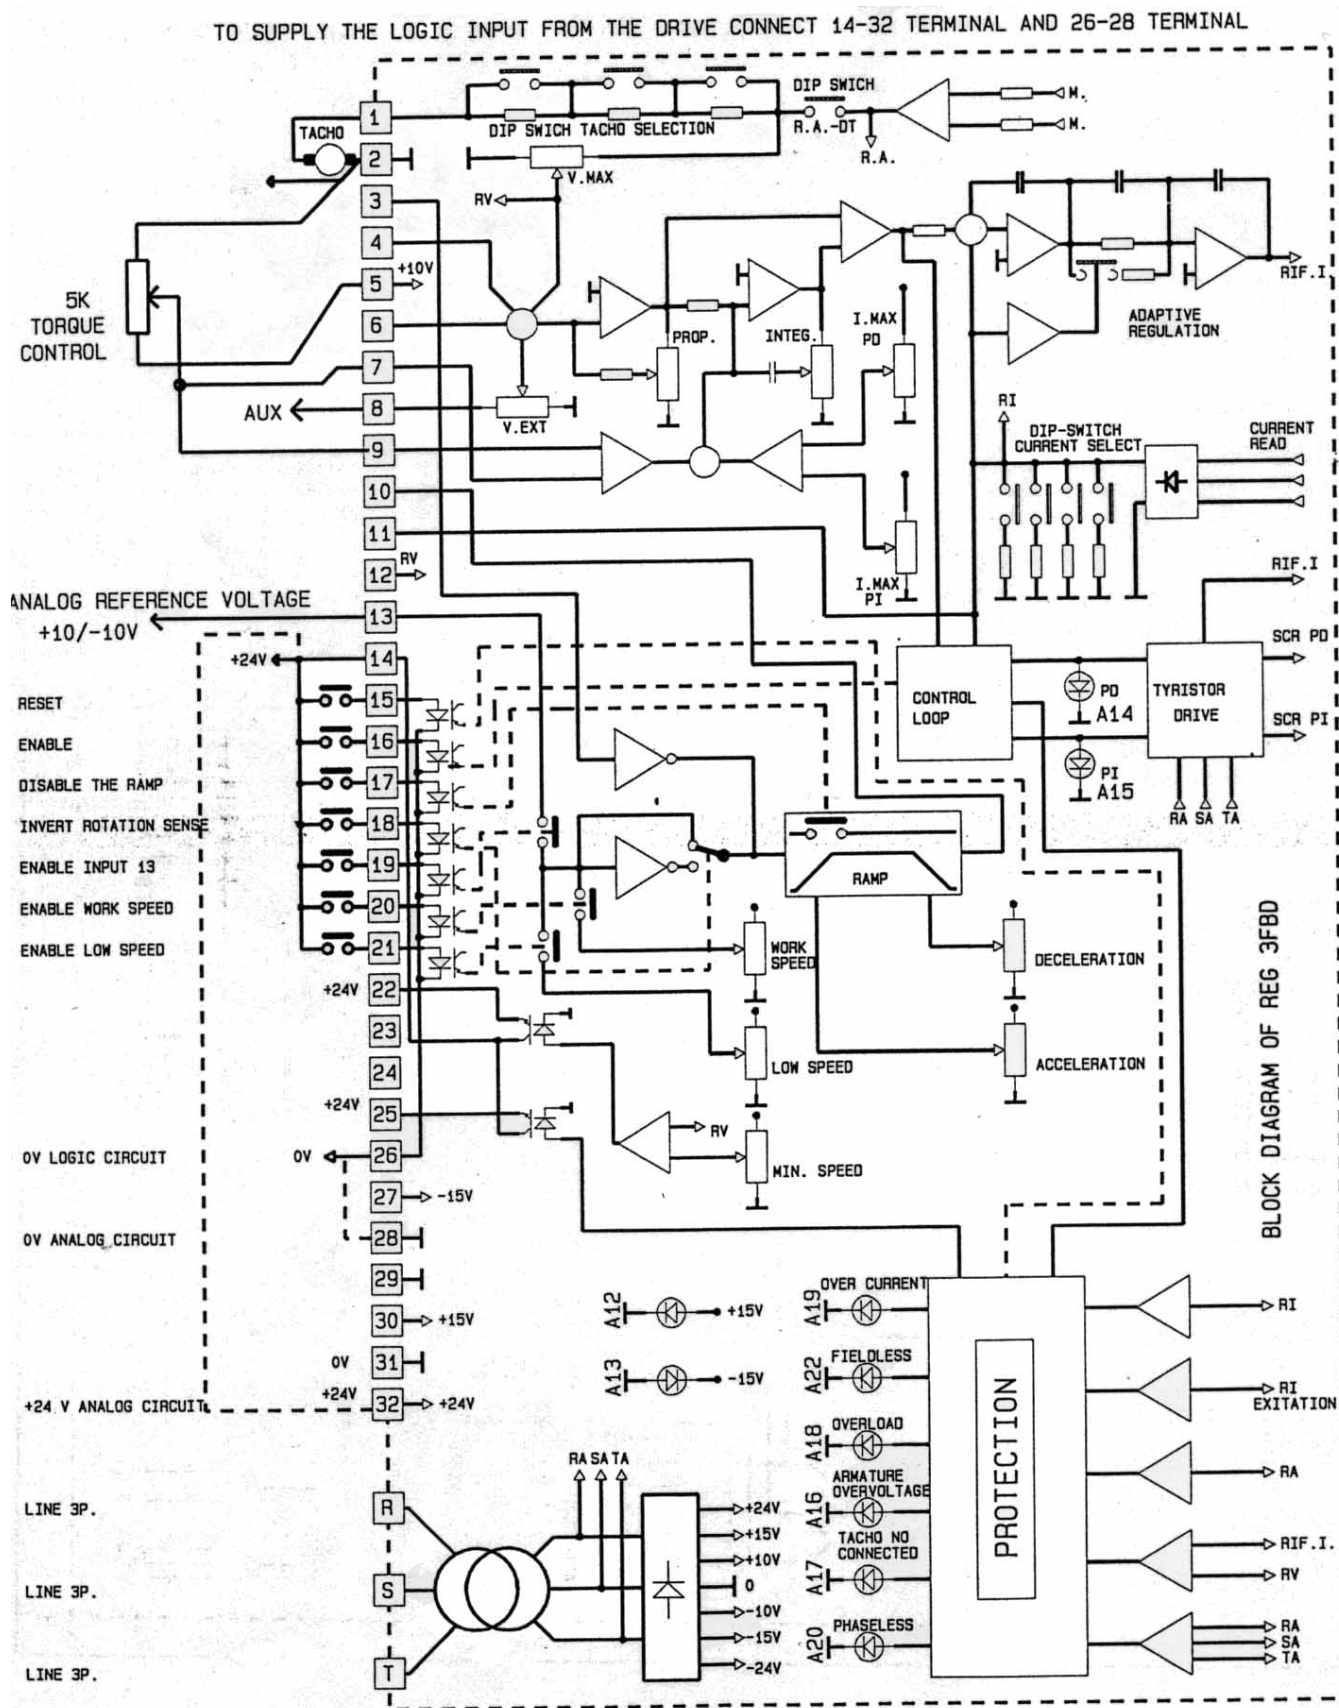 TO SUPPLY THE LOGIC INPUT FROM THE DRIVE CONNECT 14-32 TERMINAL AND 26-28 TERMINAL
DIP SWICH
M.
1
TACHO
DIP SWICH TACHO SELECTION
R.A.-DT
M.
R.A.
2
V.MAX
3
RV
4
+10V
5
RIF.I.
5K
TORQUE
CONTROL
6
ADAPTIVE
REGULATION
PROP.
INTEG.
I.MAX
PD
7
AUX
8
V.EXT
RI
DIP-SWITCH
CURRENT SELECT
CURRENT
READ
9
10
11
RV
12
I.MAX
PI
RIF.I
ANALOG REFERENCE VOLTAGE
+10/-10V
13
+24V
14
SCR PD
CONTROL
LOOP
PD
A14
TYRISTOR
DRIVE
RESET
15
SCR PI
ENABLE
16
PI
A15
DISABLE THE RAMP
17
RA SA TA
INVERT ROTATION SENSE
18
ENABLE INPUT 13
19
RAMP
ENABLE WORK SPEED
20
ENABLE LOW SPEED
21
WORK
SPEED
DECELERATION
+24V
22
23
LOW SPEED
ACCELERATION
24
+24V
25
RV
0V LOGIC CIRCUIT
0V
26
MIN. SPEED
27
-15V
0V ANALOG CIRCUIT
28
BLOCK DIAGRAM OF REG 3FBD
29
OVER CURRENT
A12
+15V
A19
RI
30
+15V
0V
31
A13
-15V
A22
FIELDLESS
RI
EXITATION
+24V
+24 V ANALOG CIRCUIT
32
+24V
A18
OVERLOAD
PROTECTION
RA SA TA
ARMATURE
OVERVOLTAGE
A16
RA
LINE 3P.
R
+24V
+15V
+10V
0
-10V
-15V
-24V
TACHO NO
CONNECTED
A17
RIF.I.
RV
LINE 3P.
S
PHASELESS
A20
RA
SA
TA
LINE 3P.
T